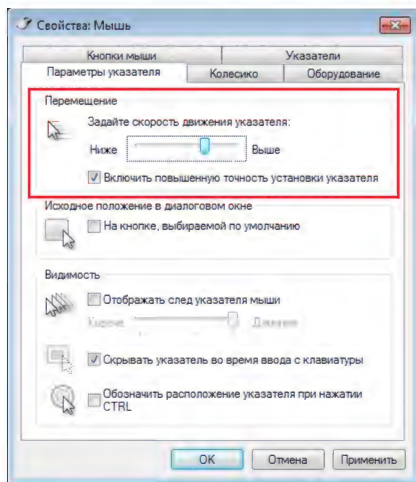 Свойства: Мышь
Кнопки мыши
Указатели
Параметры указателя
Колесико
Оборудование
Перемещение
Задайте скорость движения указателя:
Ниже
Выше
Включить повышенную точность установки указателя
Исходное положение в диалоговом окне
На кнопке, выбираемой по умолчанию
Видимость
Отображать след указателя мыши
Короче
Длиннее
Скрывать указатель во время ввода с клавиатуры
Обозначить расположение указателя при нажатии
CTRL
OK
Отмена
Применить